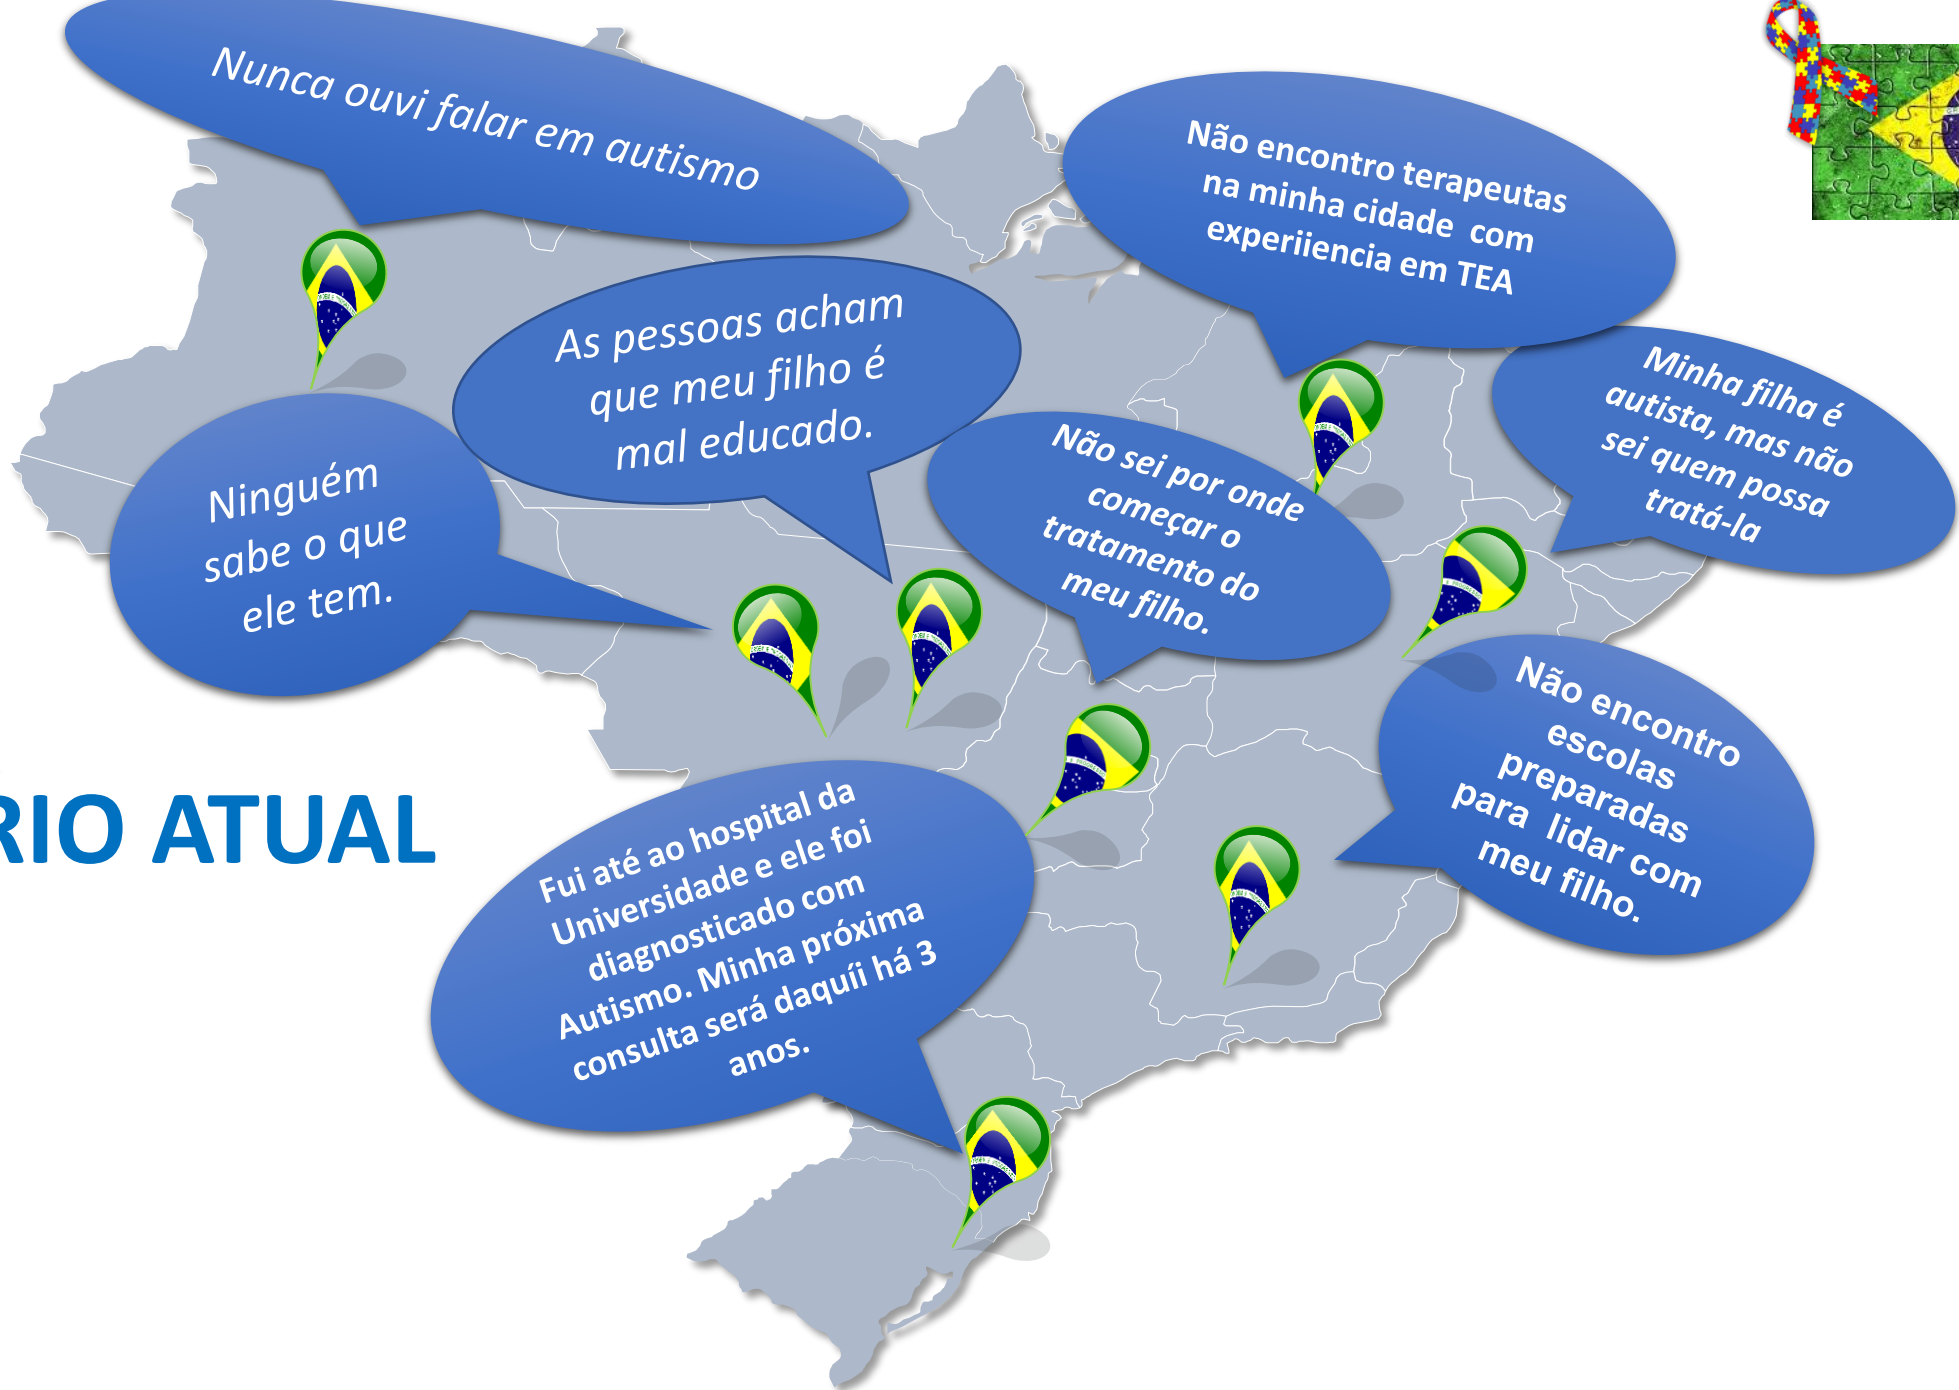 Nunca ouvi falar em autismo
Não encontro terapeutas
na minha cidade com
experiiencia em TEA
As pessoas acham
que meu filho é
mal educado.
Minha filha é
autista, mas não
sei quem possa
tratá-la
Não sei por onde
começar o
tratamento do
meu filho.
Ninguém
sabe o que
ele tem.
Não encontro
escolas
preparadas
para lidar com
meu filho.
RIO ATUAL
Fui até ao hospital da
Universidade e ele foi
diagnosticado com
Autismo. Minha próxima
consulta será daquíi há 3
anos.